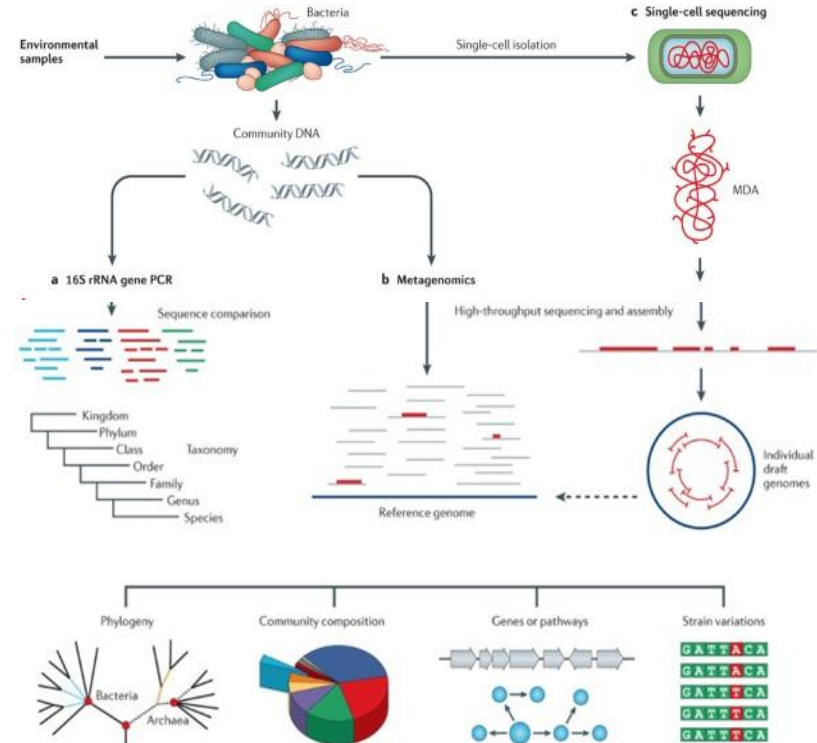 Bacteria
c Single-cell sequencing
Environmental
samples
Single-cell isolation
Community DNA
MDA
a 16S rRNA gene PCR
b Metagenomics
Sequence comparison
High-throughput sequencing and assembly
Kingdom
Phylum
Class
Taxonomy
Order
Family
Genus
Species
Individual
draft
genomes
Reference genome
Phylogeny
Community composition
Genes or pathways
Strain variations
Bacteria
Archaea
GATTACA
GATTACA
GATTTCA
GATTTCA
GATTTCA